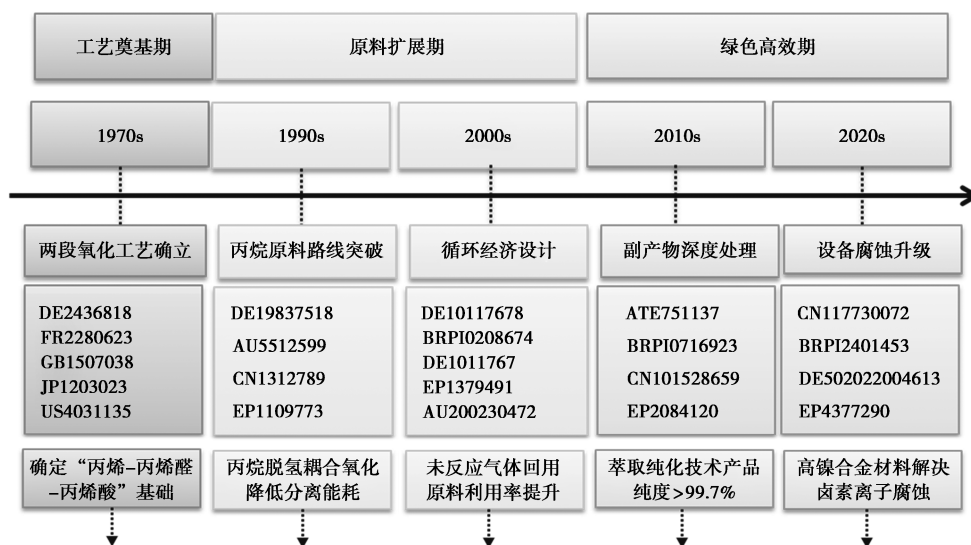 工艺奠基期
原料扩展期
绿色高效期
1970s
1990s
2000s
2010s
2020s
两段氧化工艺确立
丙烷原料路线突破
循环经济设计
副产物深度处理
设备腐蚀升级
DE2436818
FR2280623
GB1507038
JP1203023
US4031135
DE19837518
AU5512599
CN1312789
EP1109773
DE10117678
BRPI0208674
DE1011767
EP1379491
AU200230472
ATE751137
BRPI0716923
CN101528659
EP2084120
CN117730072
BRPI2401453
DE502022004613
EP4377290
确定“丙烯-丙烯醛
-丙烯酸”基础
丙烷脱氢耦合氧化
降低分离能耗
未反应气体回用
原料利用率提升
萃取纯化技术产品
纯度>99.7%
高镍合金材料解决
卤素离子腐蚀